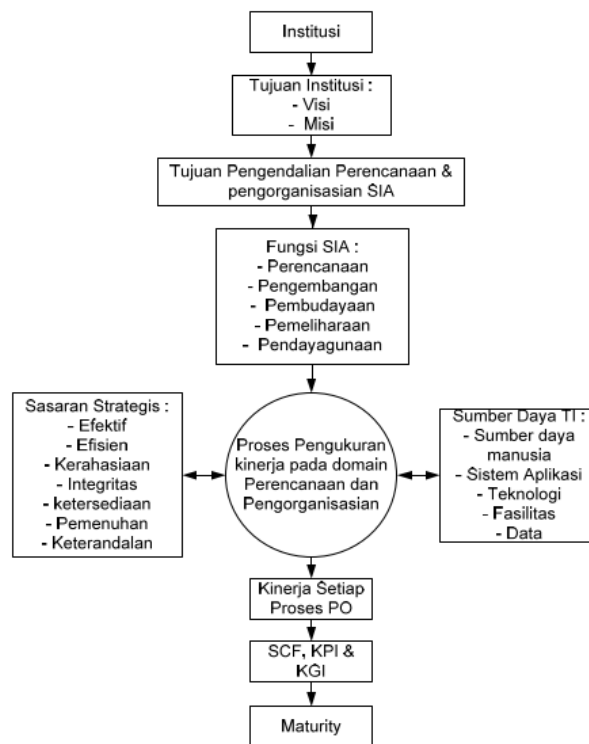 Institusi
Tujuan Institusi :
- Visi
- Misi
Tujuan Pengendalian Perencanaan &
pengorganisasian SIA
Fungsi SIA :
- Perencanaan
- Pengembangan
- Pembudayaan
- Pemeliharaan
- Pendayagunaan
Sasaran Strategis :
- Efektif
- Efisien
- Kerahasiaan
- Integritas
- ketersediaan
- Pemenuhan
- Keterandalan
Proses Pengukuran
kinerja pada domain
Perencanaan dan
Pengorganisasian
Sumber Daya TI :
- Sumber daya
manusia
- Sistem Aplikasi
- Teknologi
- Fasilitas
- Data
Kinerja Setiap
Proses PO
SCF, KPI &
KGI
Maturity